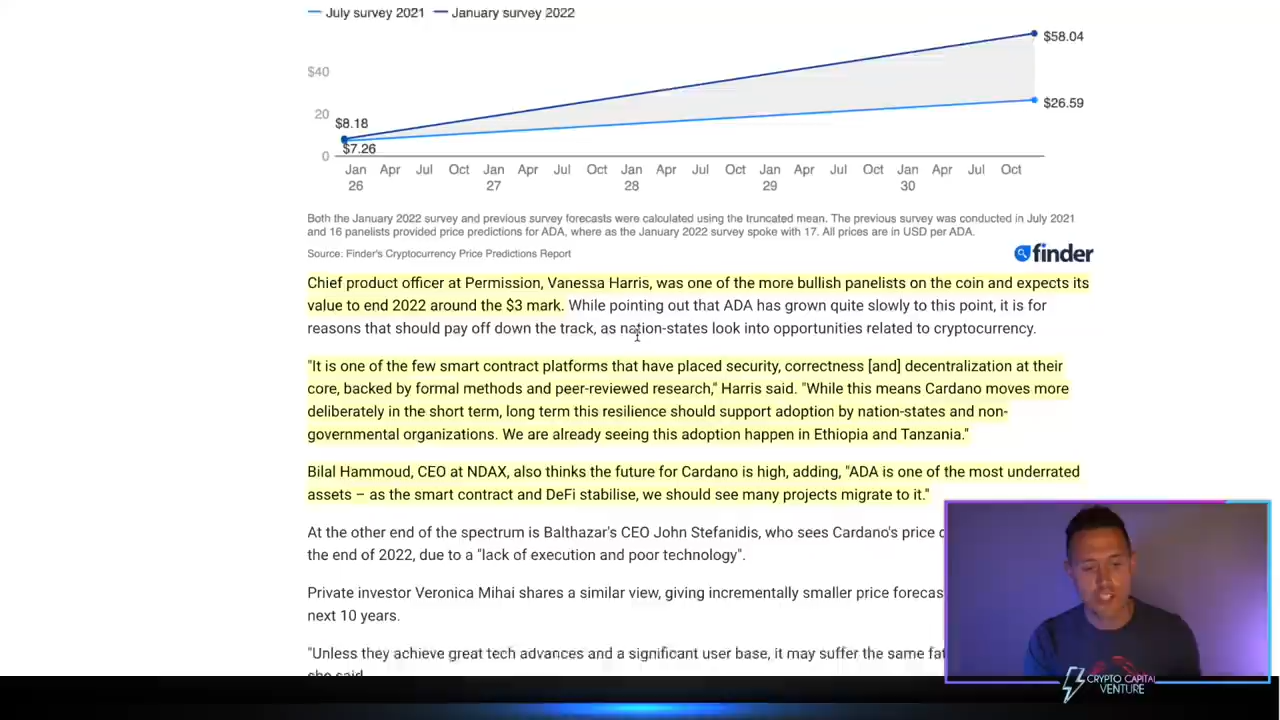 July survey 2021 January survey 2022
$58.04
$40
$26.59
20
$8.18
$7.26
0
Jan Apr Jul Oct Jan Apr Jul Oct Jan Apr Jul Oct Jan Apr Jul Oct Jan Apr Jul Oct
26 27 28 29 30
Both the January 2022 survey and previous survey forecasts were calculated using the truncated mean. The previous survey was conducted in July 2021
and 16 panelists provided price predictions for ADA, where as the January 2022 survey spoke with 17. All prices are in USD per ADA.
Source: Finder's Cryptocurrency Price Predictions Report
finder
Chief product officer at Permission, Vanessa Harris, was one of the more bullish panelists on the coin and expects its
value to end 2022 around the $3 mark. While pointing out that ADA has grown quite slowly to this point, it is for
reasons that should pay off down the track, as nation-states look into opportunities related to cryptocurrency.
"It is one of the few smart contract platforms that have placed security, correctness [and] decentralization at their
core, backed by formal methods and peer-reviewed research," Harris said. "While this means Cardano moves more
deliberately in the short term, long term this resilience should support adoption by nation-states and non-
governmental organizations. We are already seeing this adoption happen in Ethiopia and Tanzania."
Bilal Hammoud, CEO at NDAX, also thinks the future for Cardano is high, adding, "ADA is one of the most underrated
assets – as the smart contract and DeFi stabilise, we should see many projects migrate to it."
At the other end of the spectrum is Balthazar's CEO John Stefanidis, who sees Cardano's price
the end of 2022, due to a "lack of execution and poor technology".
Private investor Veronica Mihai shares a similar view, giving incrementally smaller price
next 10 years.
"Unless they achieve great tech advances and a significant user base, it may suffer the same
she said
CRYPTO CAPITAL
VENTURE